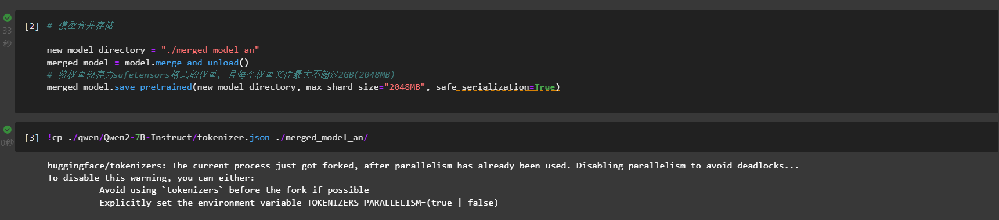 33
秒
[2] # 模型合并存储
new_model_directory = "./merged_model_an"
merged_model = model.merge_and_unload()
# 将权重保存为safetensors格式的权重, 且每个权重文件最大不超过2GB(2048MB)
merged_model.save_pretrained(new_model_directory, max_shard_size="2048MB", safe_serialization=True)
0秒
[3] !cp ./qwen/Qwen2-7B-Instruct/tokenizer.json ./merged_model_an/
huggingface/tokenizers: The current process just got forked, after parallelism has already been used. Disabling parallelism to avoid deadlocks...
To disable this warning, you can either:
- Avoid using `tokenizers` before the fork if possible
- Explicitly set the environment variable TOKENIZERS_PARALLELISM=(true | false)